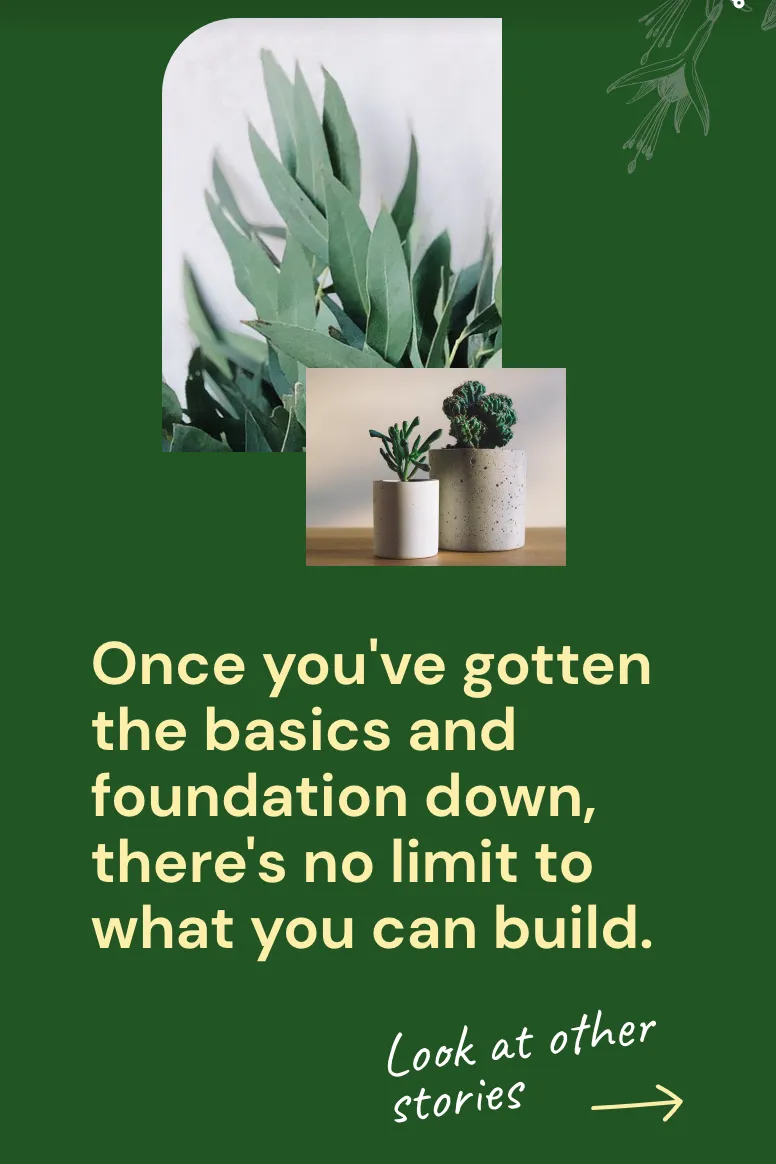 Once you've gotten
the basics and
foundation down,
there's no limit to
what you can build.
Look at other
stories